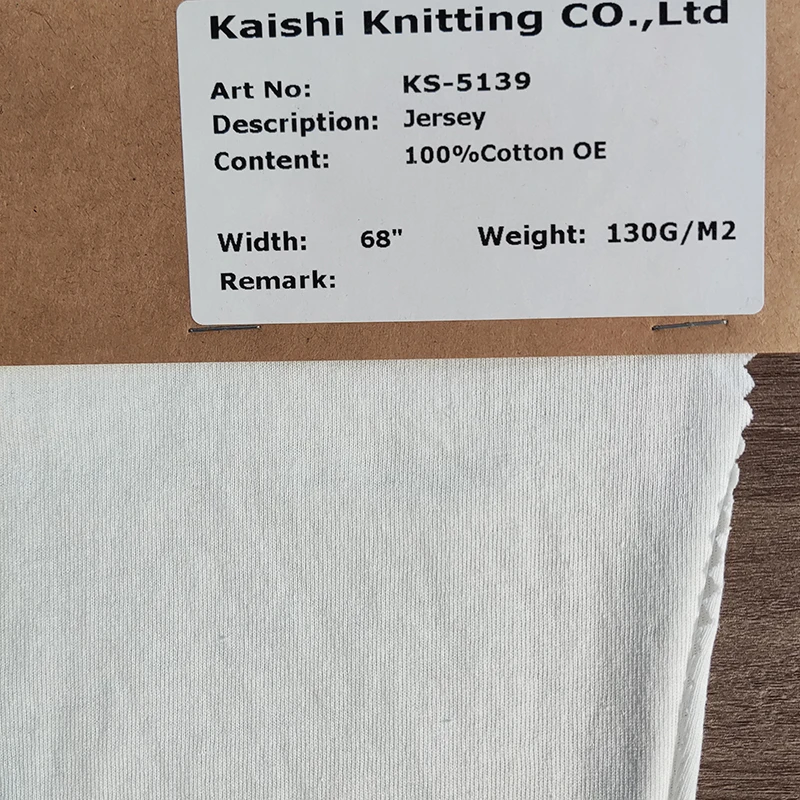 Kaishi Knitting CO.,Ltd
Art No: KS-5139
Description: Jersey
Content: 100%Cotton OE
Width: 68" Weight: 130G/M2
Remark: